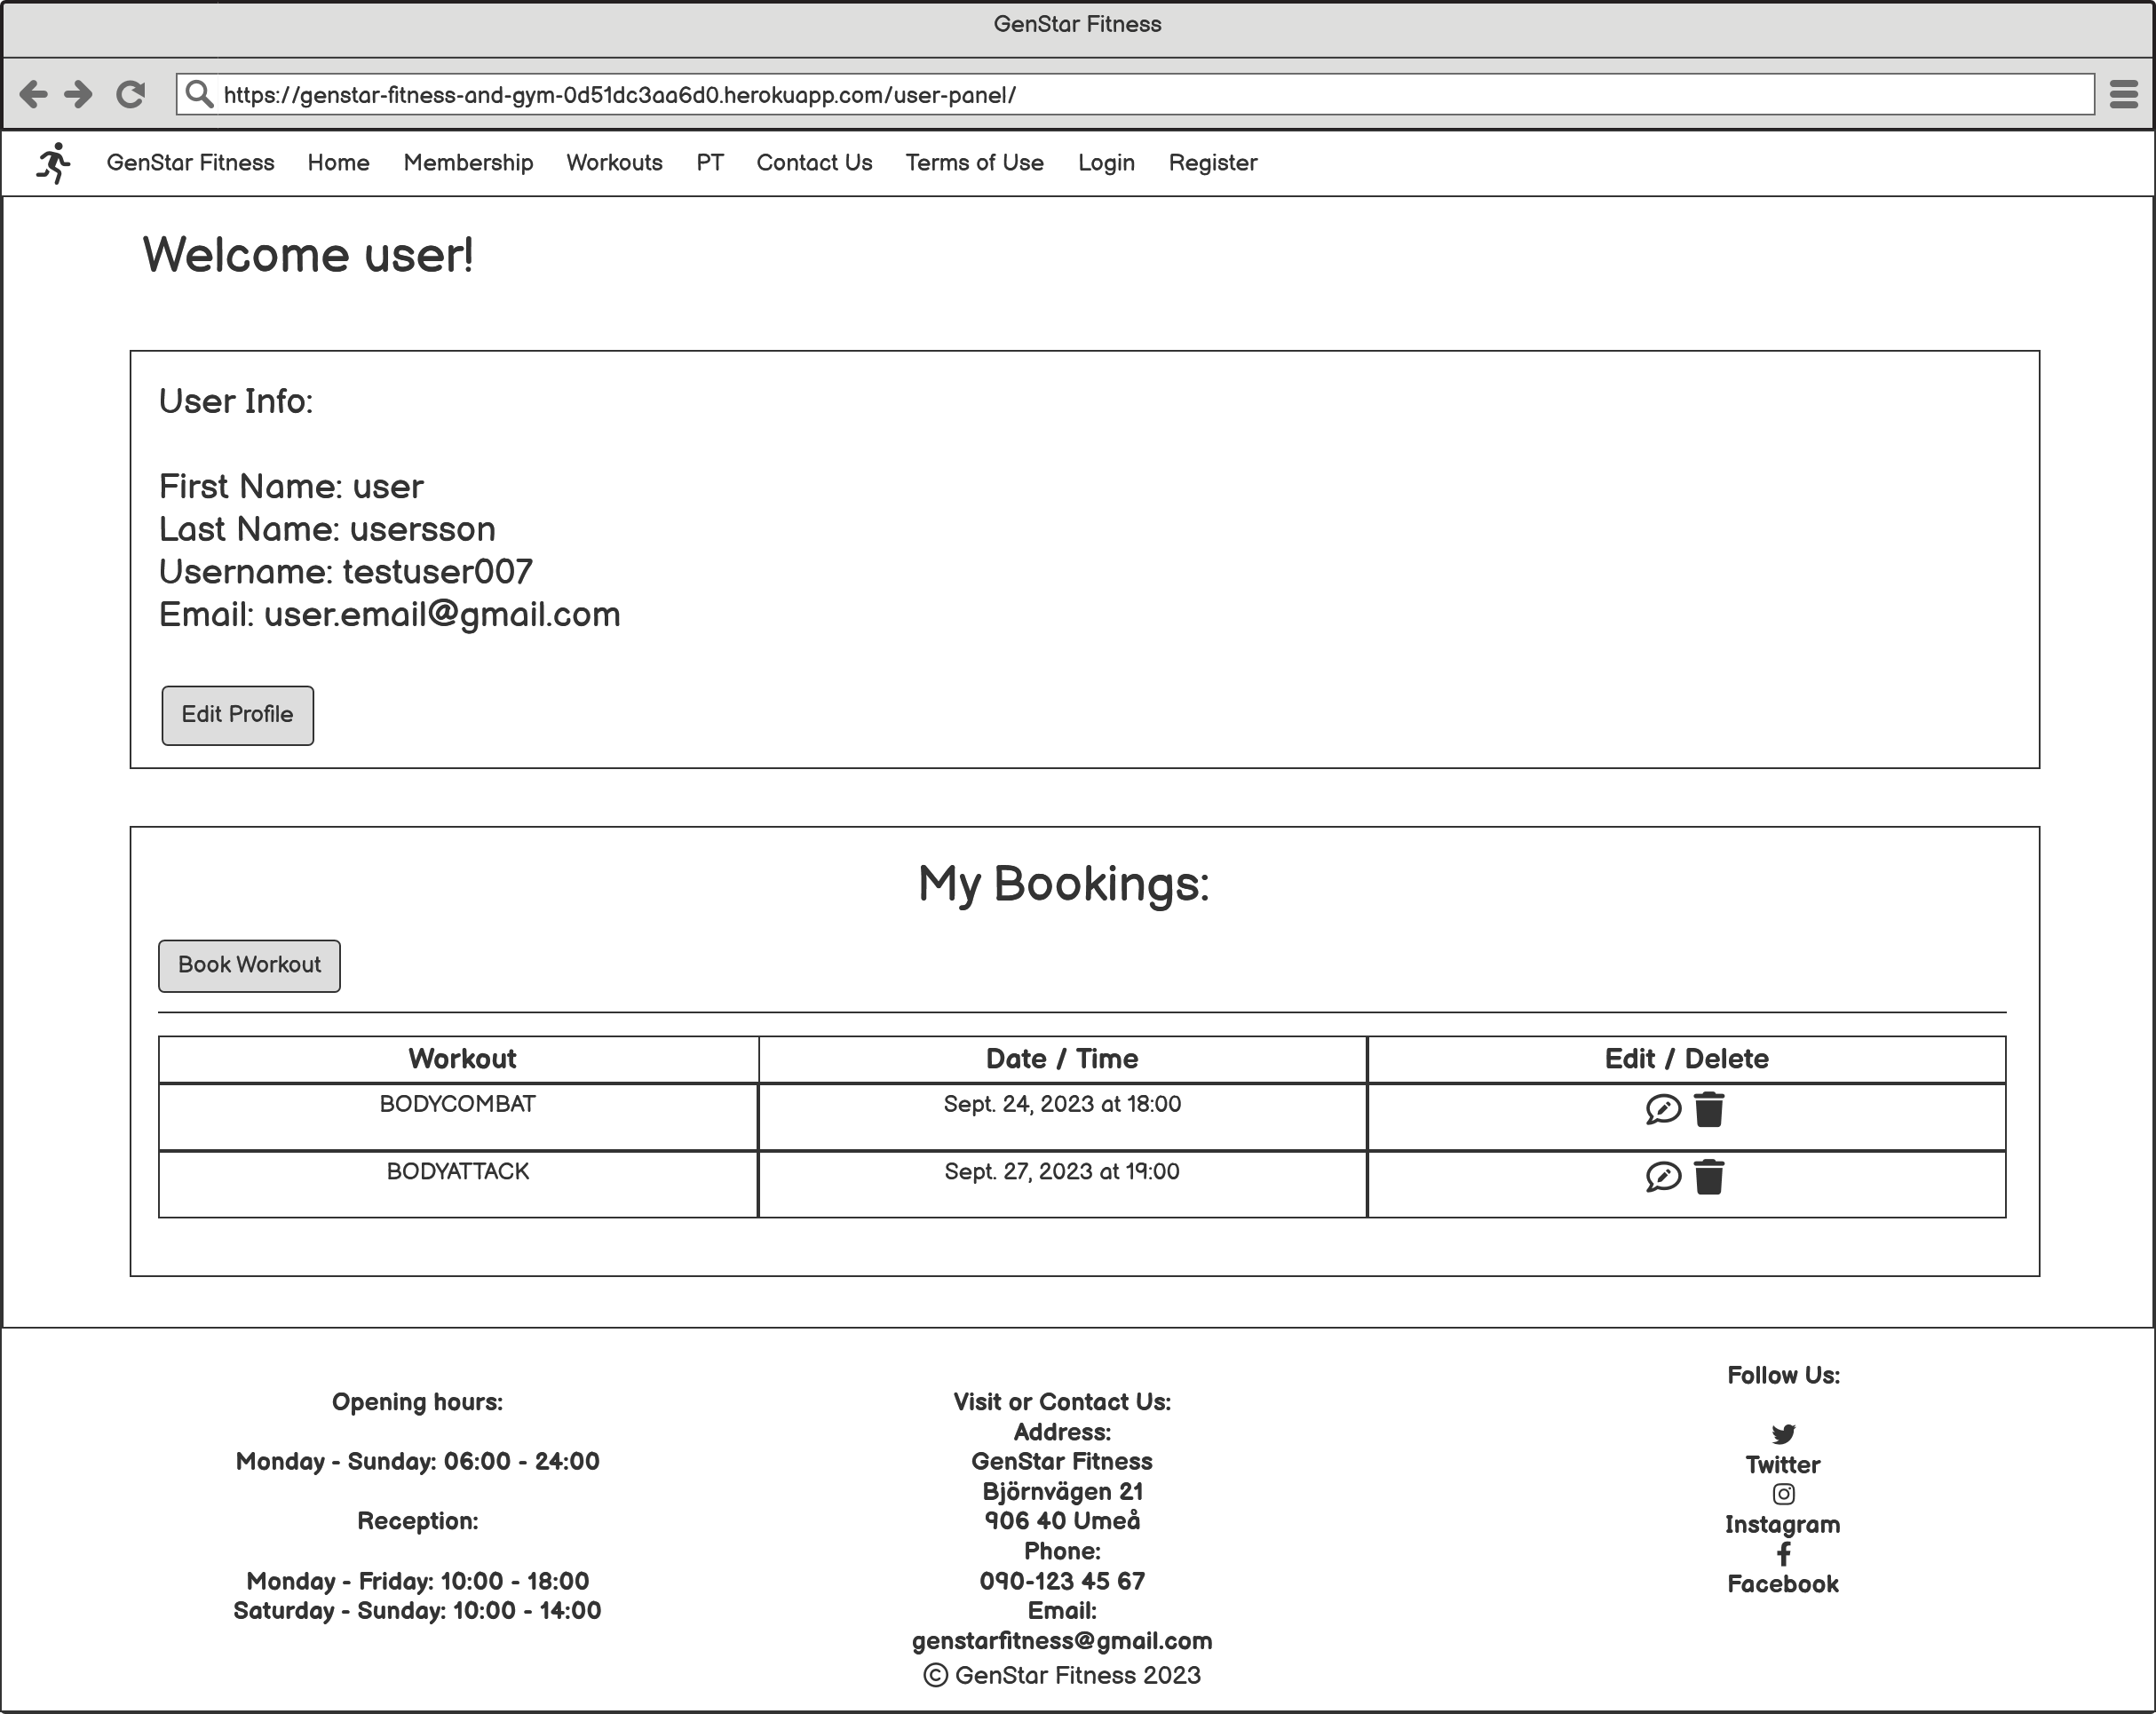 GenStar Fitness
https://genstar-fitness-and-gym-0d51dc3aa6d0.herokuapp.com/user-panel/
GenStar Fitness Home Membership Workouts PT Contact Us Terms of Use Login Register
Welcome user!
User Info:
First Name: user
Last Name: usersson
Username: testuser007
Email: user.email@gmail.com
Edit Profile
My Bookings:
Book Workout
Workout Date / Time Edit / Delete
BODYCOMBAT Sept. 24, 2023 at 18:00
BODYATTACK Sept. 27, 2023 at 19:00
Opening hours:
Monday - Sunday: 06:00 - 24:00
Reception:
Monday - Friday: 10:00 - 18:00
Saturday - Sunday: 10:00 - 14:00
Visit or Contact Us:
Address:
GenStar Fitness
Björnvägen 21
906 40 Umeå
Phone:
090-123 45 67
Email:
genstarfitness@gmail.com
© GenStar Fitness 2023
Follow Us:
Twitter
Instagram
Facebook